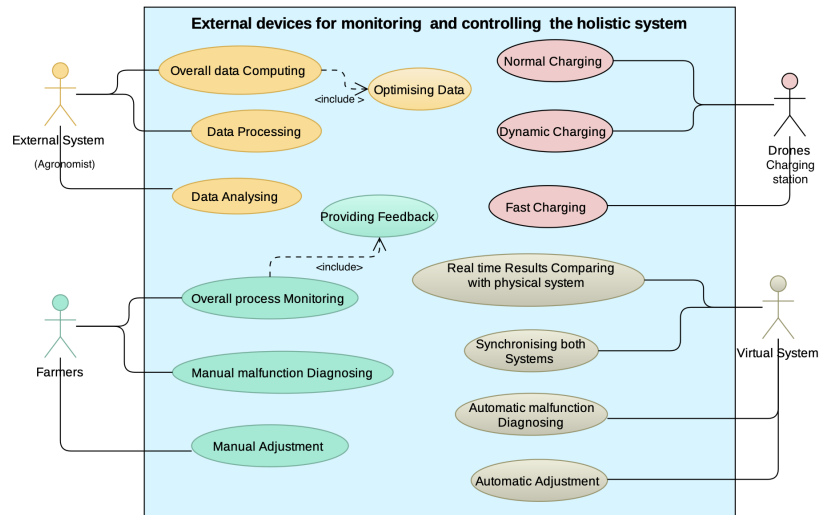 External devices for monitoring and controlling the holistic system
Overall data Computing
<include >
Optimising Data
Data Processing
External System
(Agronomist)
Data Analysing
Normal Charging
Dynamic Charging
Drones
Charging
station
Fast Charging
Providing Feedback
<include>
Overall process Monitoring
Farmers
Manual malfunction Diagnosing
Manual Adjustment
Real time Results Comparing
with physical system
Synchronising both
Systems
Virtual System
Automatic malfunction
Diagnosing
Automatic Adjustment